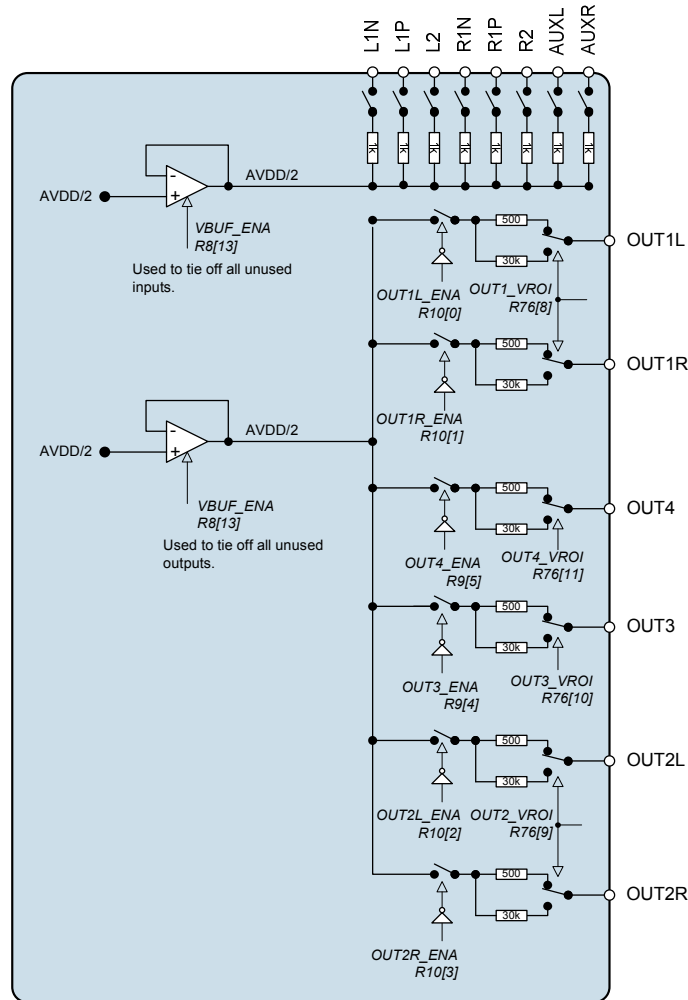 L1N L1P L2 R1N R1P R2 AUXL AUXR
1k 1k 1k 1k 1k 1k 1k 1k
AVDD/2
-
+
AVDD/2
VBUF_ENA
R8[13]
Used to tie off all unused
inputs.
500
30k
OUT1L
OUT1L_ENA
R10[0]
OUT1_VROI
R76[8]
500
30k
OUT1R
OUT1R_ENA
R10[1]
AVDD/2
-
+
AVDD/2
VBUF_ENA
R8[13]
Used to tie off all unused
outputs.
500
30k
OUT4
OUT4_ENA
R9[5]
OUT4_VROI
R76[11]
500
30k
OUT3
OUT3_ENA
R9[4]
OUT3_VROI
R76[10]
500
30k
OUT2L
OUT2L_ENA
R10[2]
OUT2_VROI
R76[9]
500
30k
OUT2R
OUT2R_ENA
R10[3]